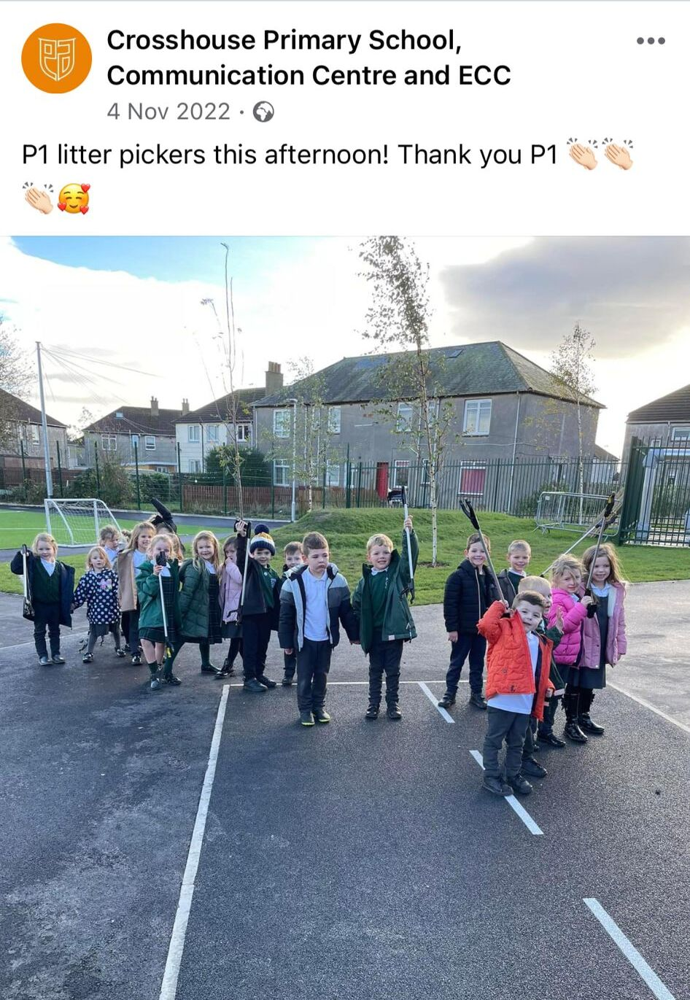 Crosshouse Primary School,
Communication Centre and ECC
4 Nov 2022 ·
P1 litter pickers this afternoon! Thank you P1 👏🏻👏🏻
👏🏻🥰